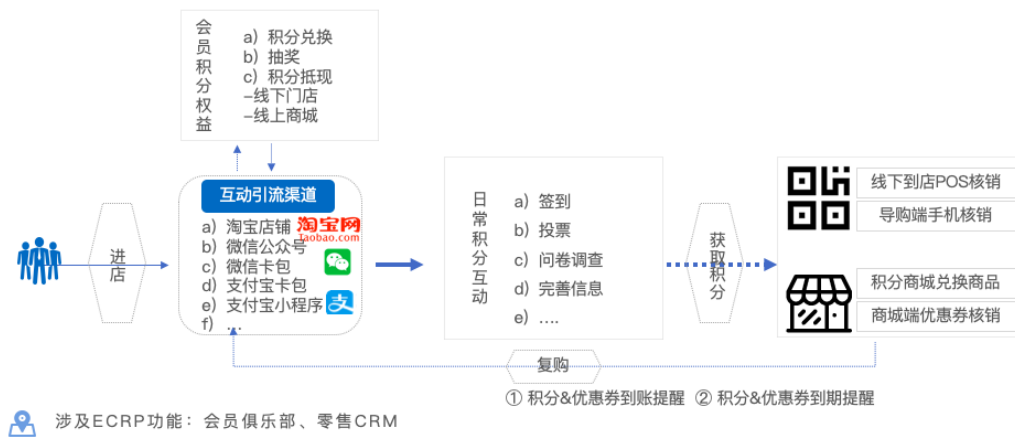 会员积分权益
a）积分兑换
b）抽奖
c）积分抵现
–线下门店
–线上商城
进店
互动引流渠道
a）淘宝店铺
淘宝网
Taobao.com
b）微信公众号
c）微信卡包
d）支付宝卡包
e）支付宝小程序
支
f）…
日常积分互动
a）签到
b）投票
c）问卷调查
d）完善信息
e）….
获取积分
线下到店POS核销
导购端手机核销
积分商城兑换商品
商城端优惠券核销
复购
① 积分&优惠券到账提醒 ② 积分&优惠券到期提醒
涉及ECRP功能：会员俱乐部、零售CRM